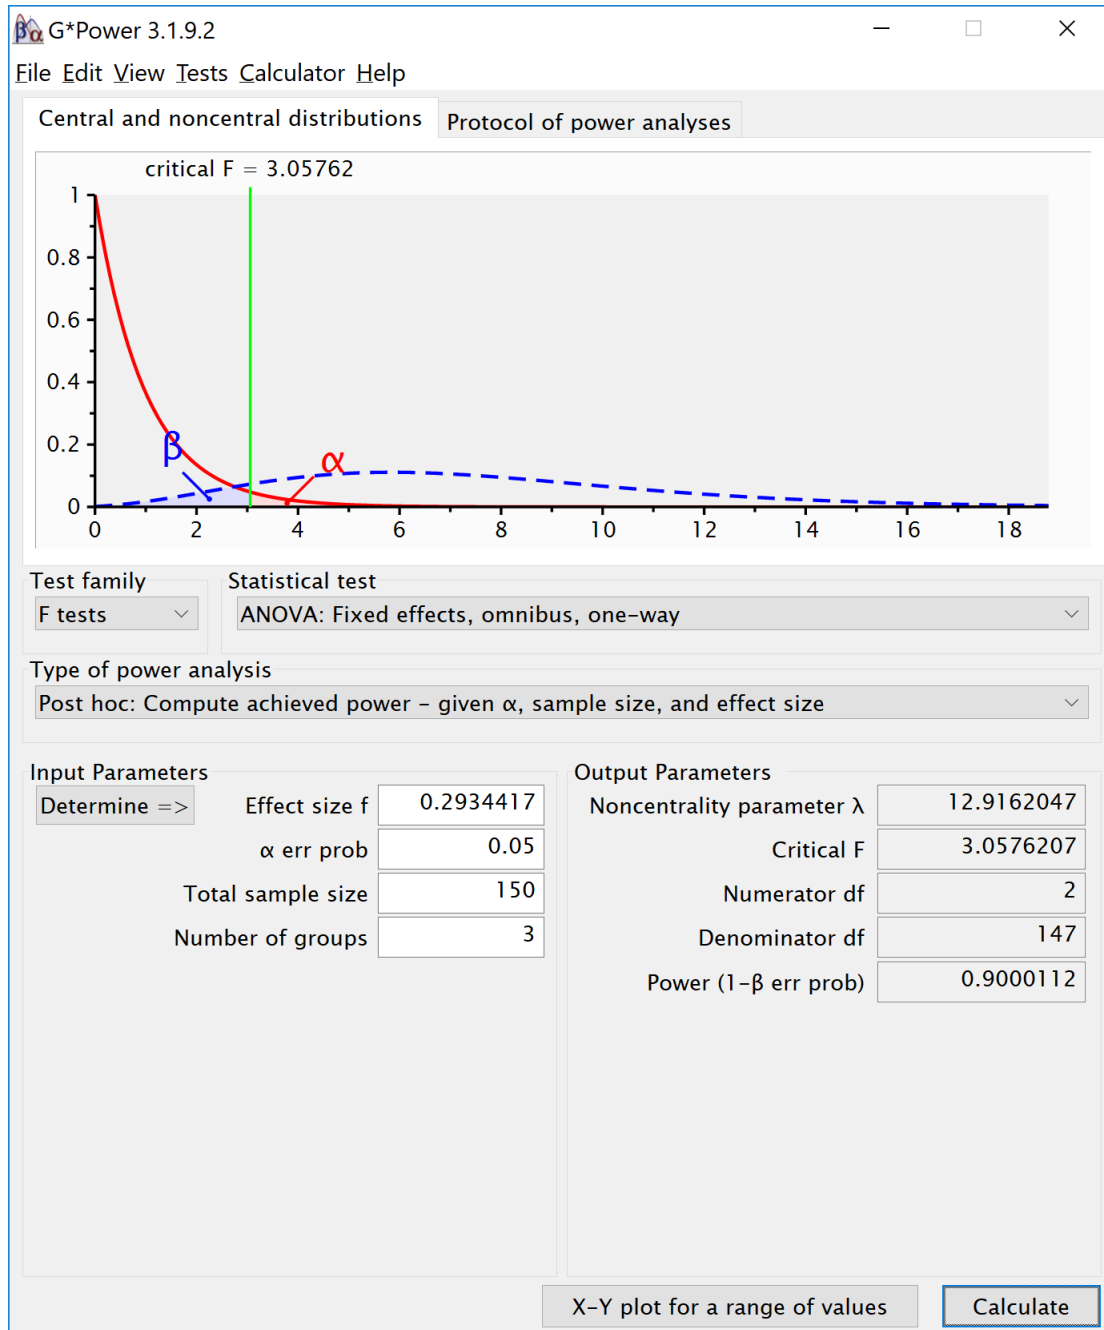 G*Power 3.1.9.2
File Edit View Tests Calculator Help
Central and noncentral distributions Protocol of power analyses
critical F = 3.05762
1
0.8
0.6
0.4
0.2
0
β
α
0 2 4 6 8 10 12 14 16 18
Test family Statistical test
F tests ANOVA: Fixed effects, omnibus, one-way
Type of power analysis
Post hoc: Compute achieved power - given α, sample size, and effect size
Input Parameters Output Parameters
Determine => Effect size f 0.2934417 Noncentrality parameter λ 12.9162047
α err prob 0.05 Critical F 3.0576207
Total sample size 150 Numerator df 2
Number of groups 3 Denominator df 147
Power (1-β err prob) 0.9000112
X-Y plot for a range of values Calculate